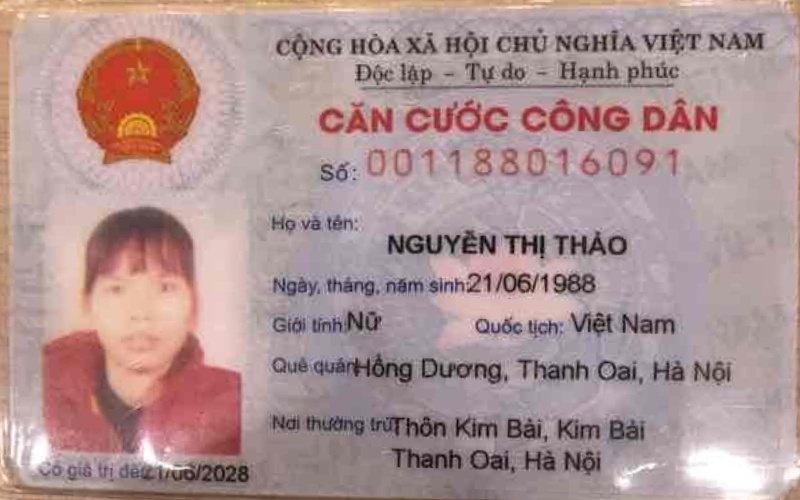 CỘNG HÒA XÃ HỘI CHỦ NGHĨA VIỆT NAM
Độc lập - Tự do - Hạnh phúc
CĂN CƯỚC CÔNG DÂN
Số: 001188016091
Họ và tên:
NGUYỄN THỊ THẢO
Ngày, tháng, năm sinh:21/06/1988
Giới tính: Nữ Quốc tịch: Việt Nam
Quê quán:Hồng Dương, Thanh Oai, Hà Nội
Nơi thường trú:Thôn Kim Bài, Kim Bài
Thanh Oai, Hà Nội
Có giá trị đến:21/06/2028